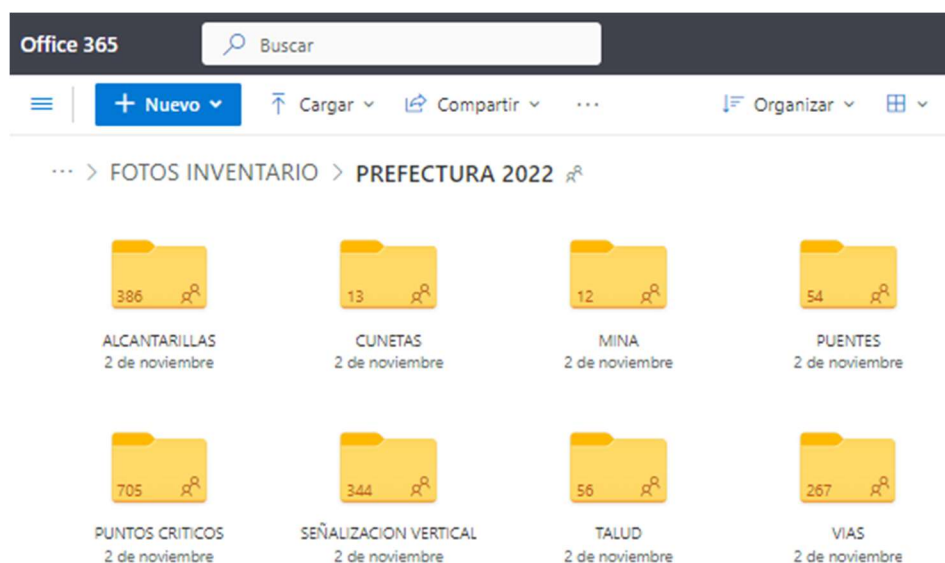 Office 365
Buscar
Nuevo
Cargar
Compartir
...
Organizar
... > FOTOS INVENTARIO > PREFECTURA 2022
386
13
12
54
ALCANTARILLAS
CUNETAS
MINA
PUENTES
2 de noviembre
2 de noviembre
2 de noviembre
2 de noviembre
705
344
56
267
PUNTOS CRITICOS
SEÑALIZACION VERTICAL
TALUD
VIAS
2 de noviembre
2 de noviembre
2 de noviembre
2 de noviembre